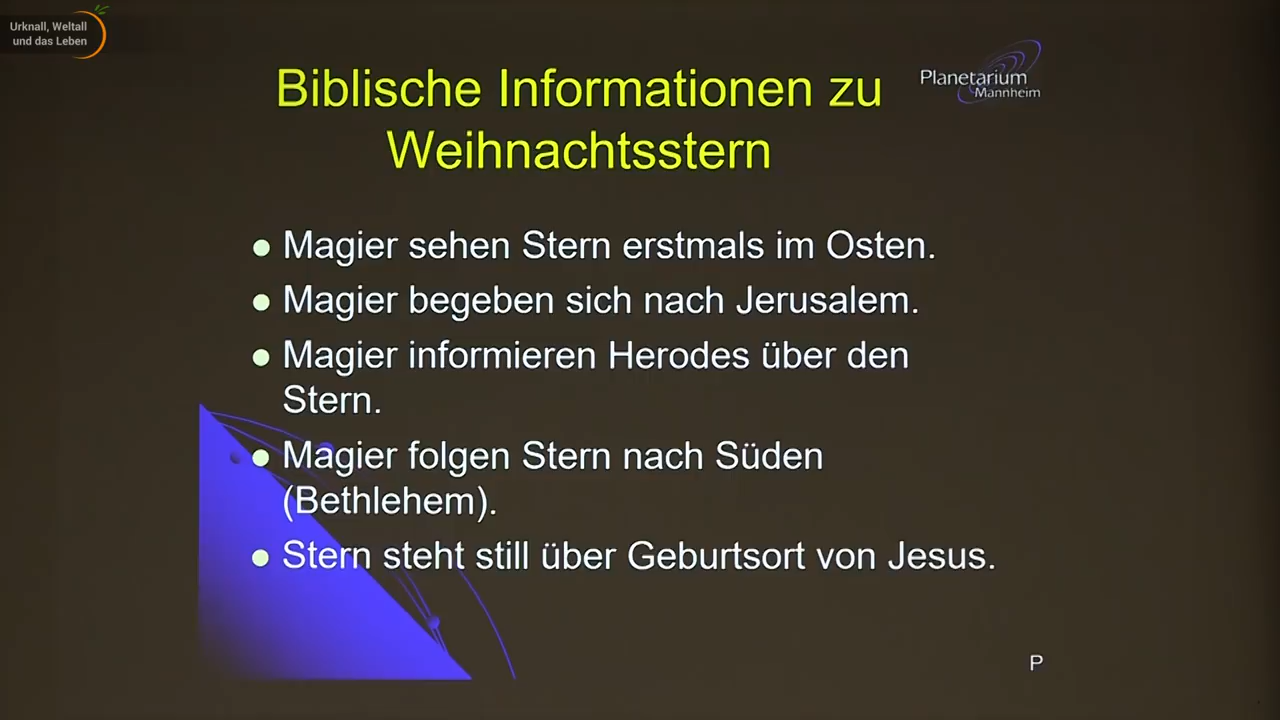 Urknall, Weltall
und das Leben
Planetarium
Mannheim
Biblische Informationen zu
Weihnachtsstern
● Magier sehen Stern erstmals im Osten.
● Magier begeben sich nach Jerusalem.
● Magier informieren Herodes über den
Stern.
● Magier folgen Stern nach Süden
(Bethlehem).
● Stern steht still über Geburtsort von Jesus.
P